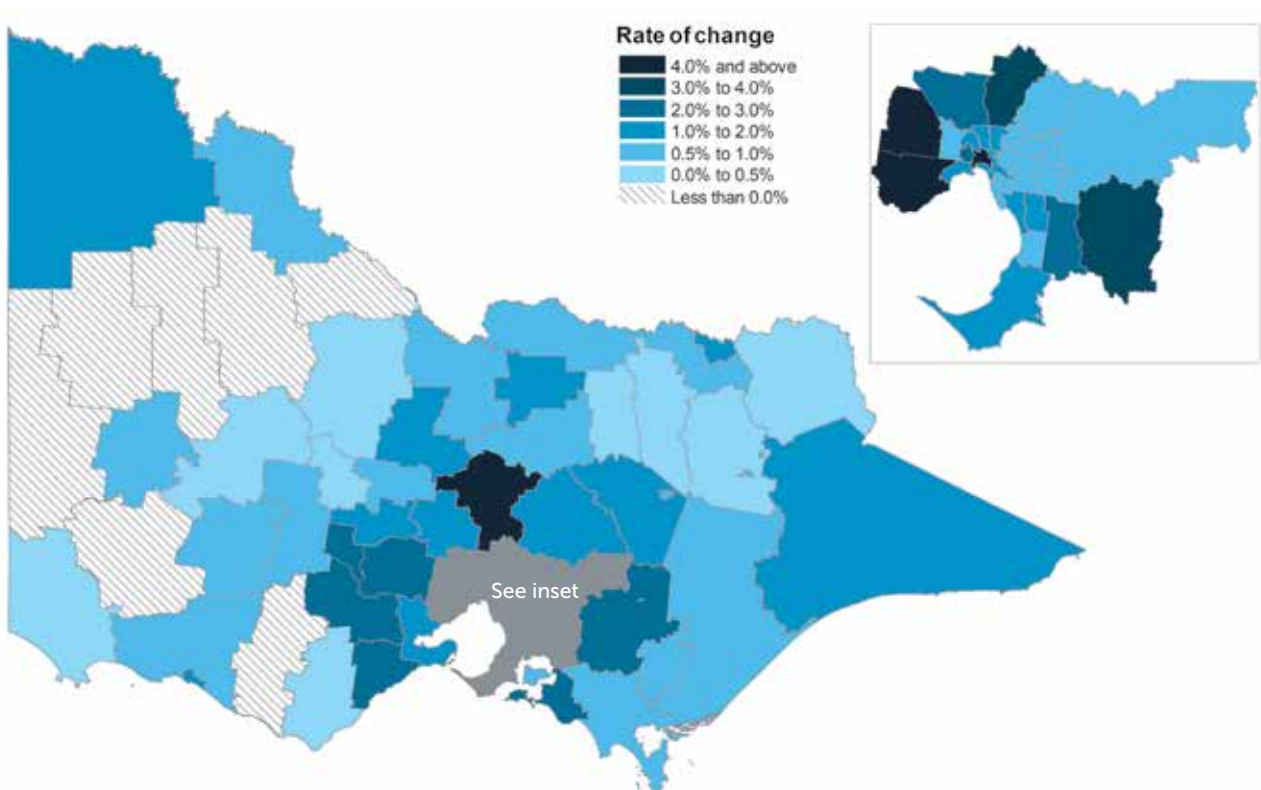 Rate of change
4.0% and above
3.0% to 4.0%
2.0% to 3.0%
1.0% to 2.0%
0.5% to 1.0%
0.0% to 0.5%
Less than 0.0%
See inset